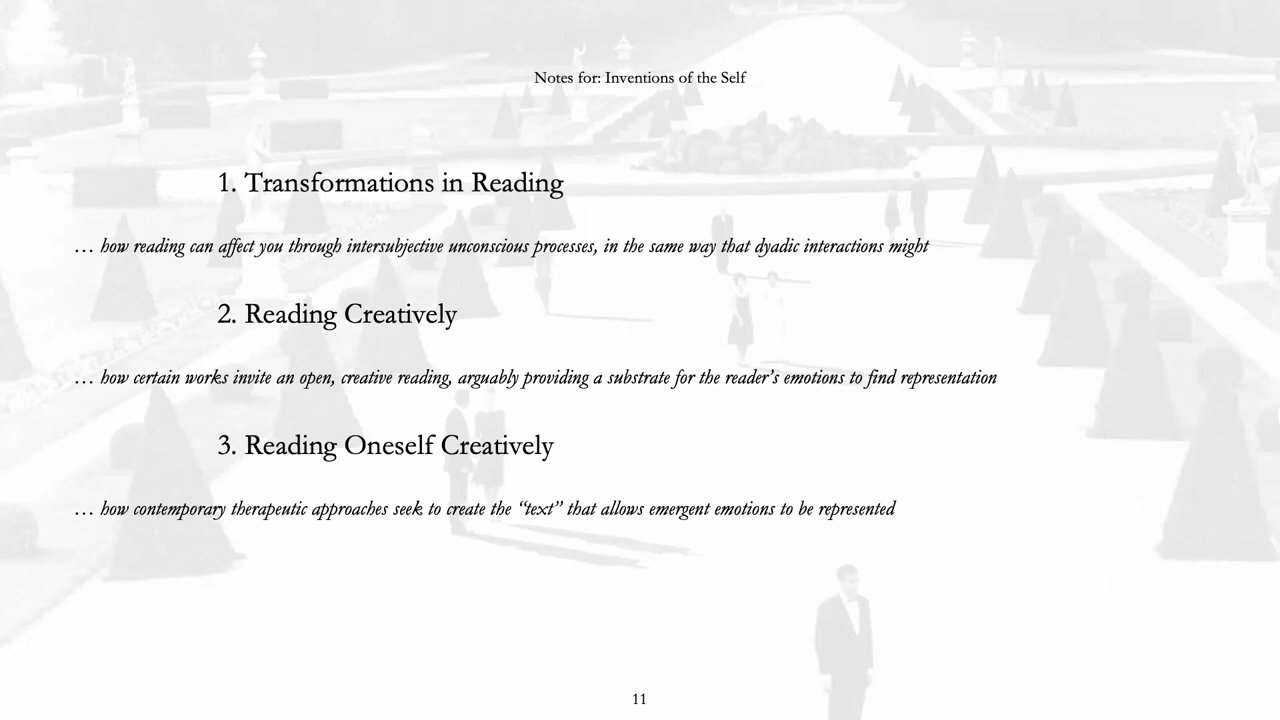 Notes for: Inventions of the Self
1. Transformations in Reading
… how reading can affect you through intersubjective unconscious processes, in the same way that dyadic interactions might
2. Reading Creatively
… how certain works invite an open, creative reading, arguably providing a substrate for the reader’s emotions to find representation
3. Reading Oneself Creatively
… how contemporary therapeutic approaches seek to create the “text” that allows emergent emotions to be represented
11